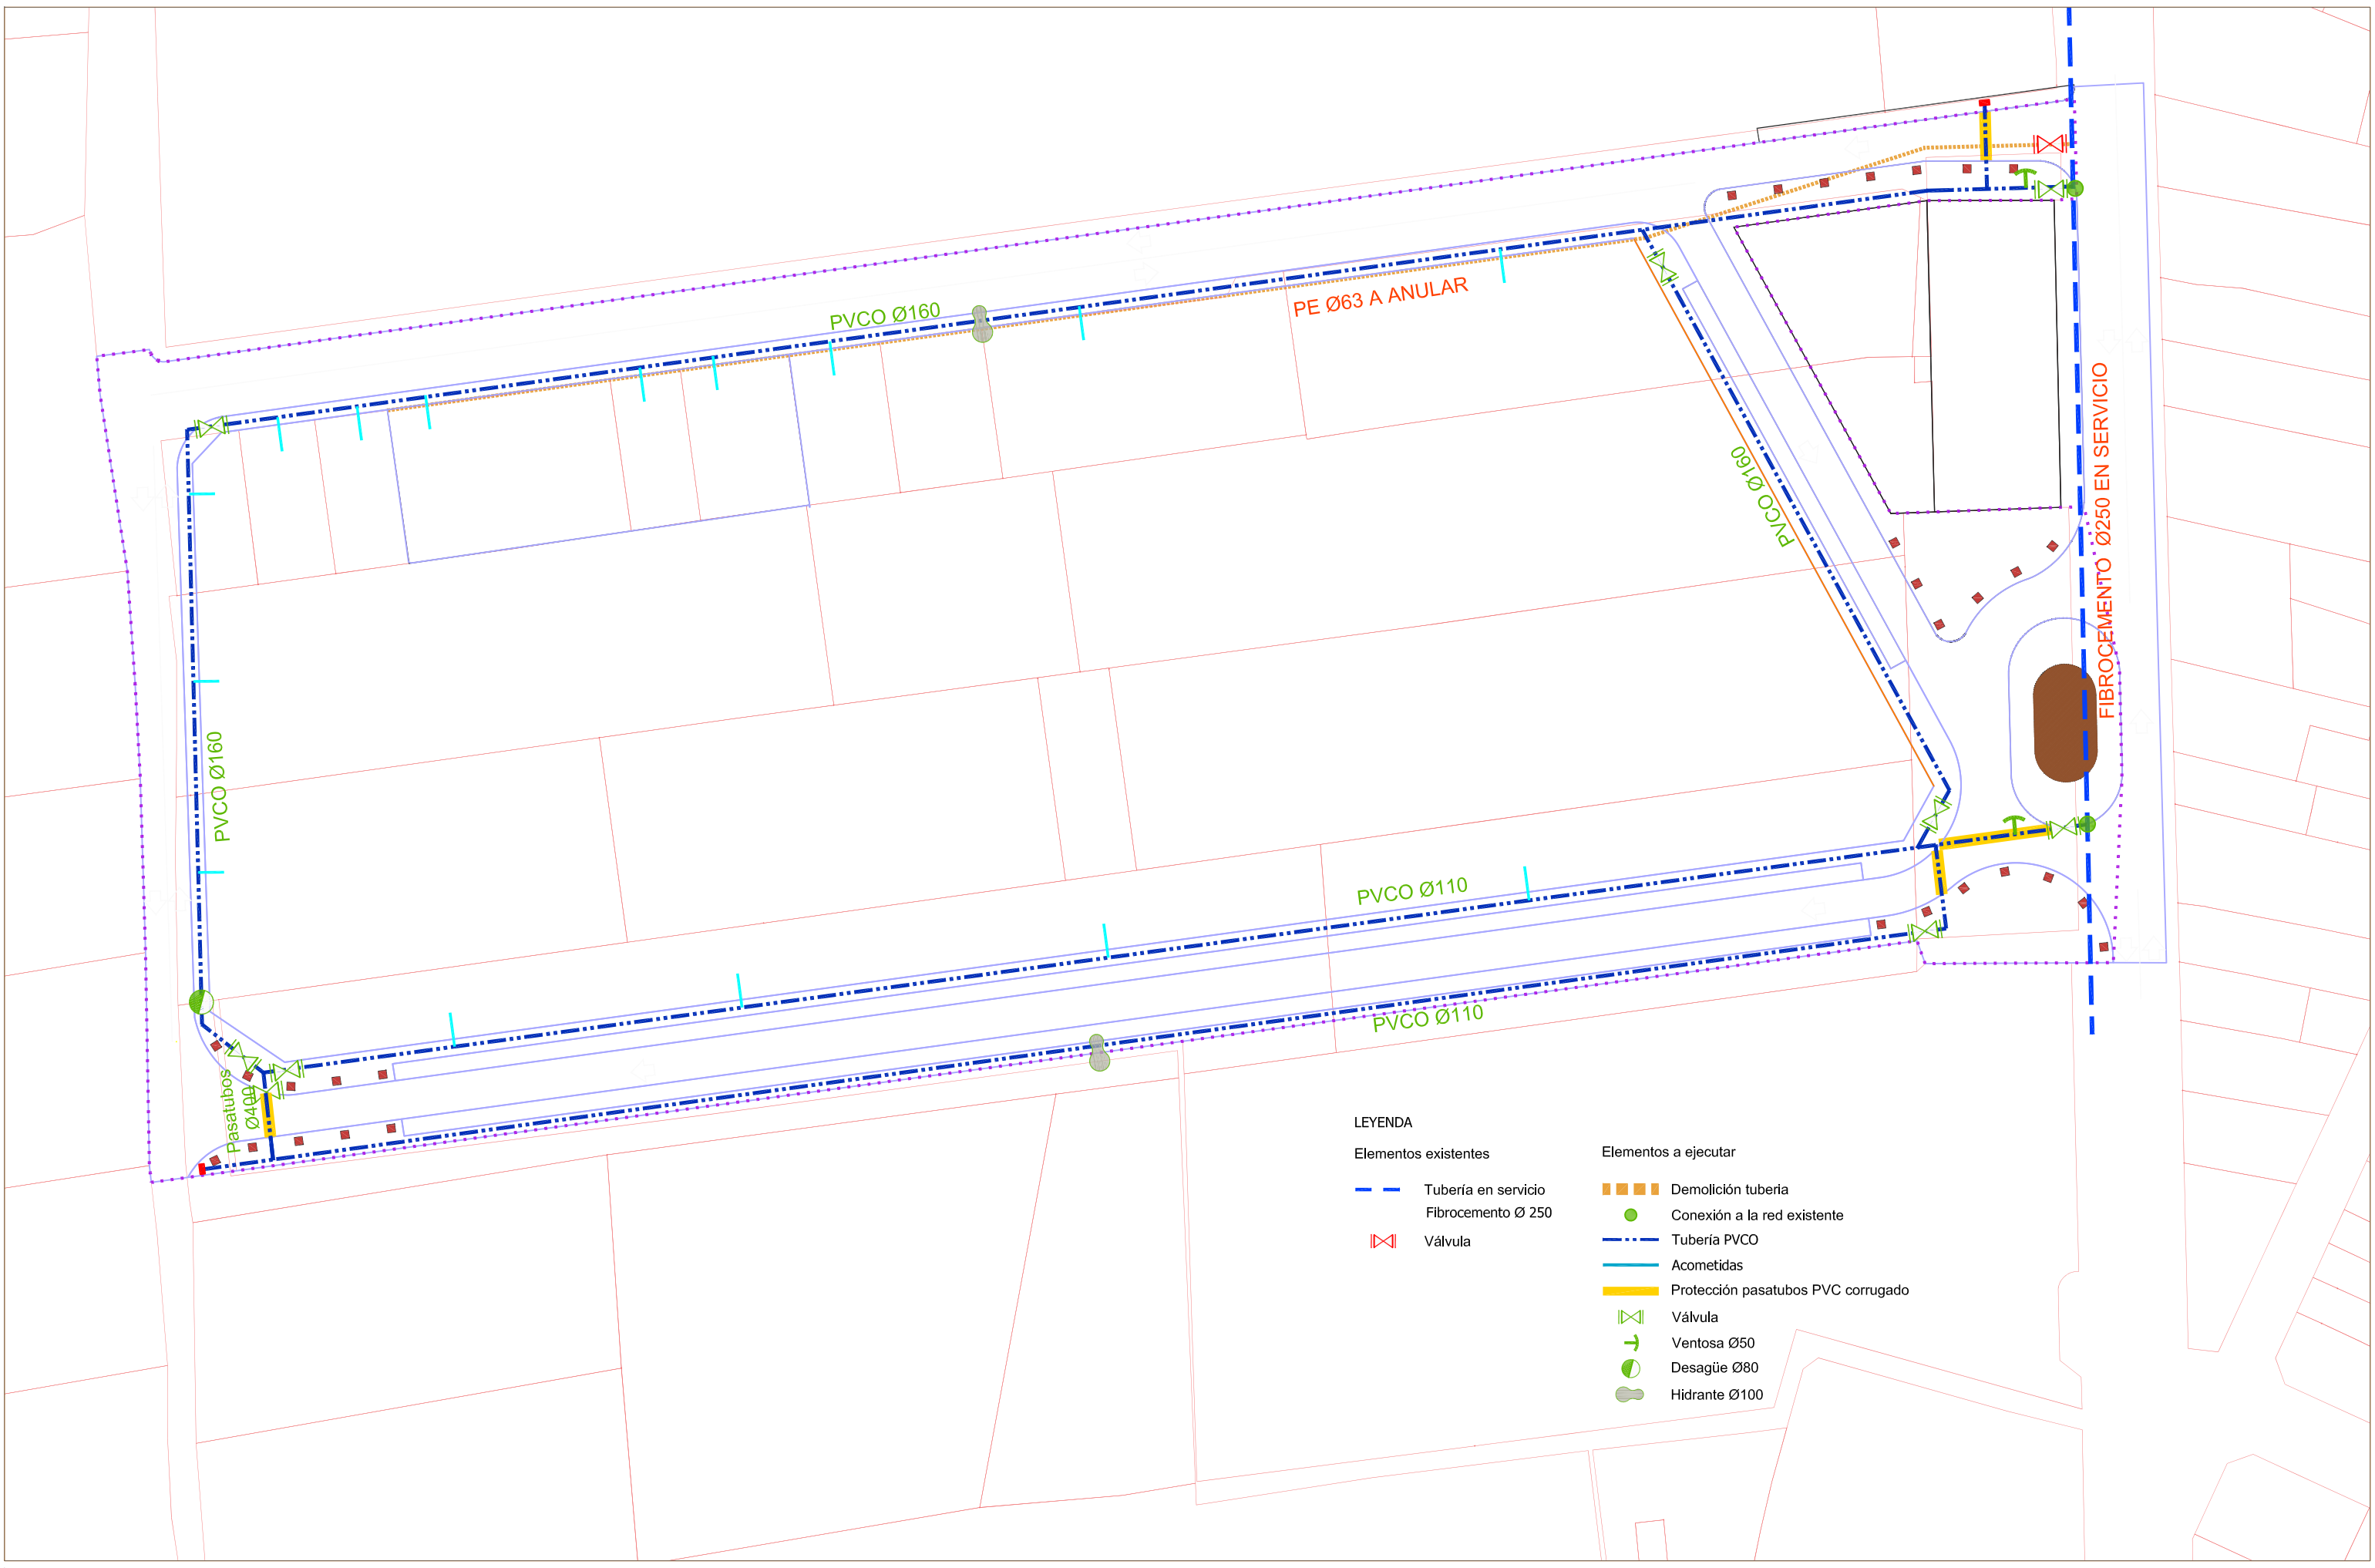 PVCO Ø160
PE Ø63 A ANULAR
PVCO Ø160
FIBROCEMENTO Ø250 EN SERVICIO
PVCO Ø160
PVCO Ø110
PVCO Ø110
Pasatubos
Ø400
LEYENDA
Elementos existentes
Tubería en servicio
Fibrocemento Ø 250
Válvula
Elementos a ejecutar
Demolición tuberia
Conexión a la red existente
Tubería PVCO
Acometidas
Protección pasatubos PVC corrugado
Válvula
Ventosa Ø50
Desagüe Ø80
Hidrante Ø100